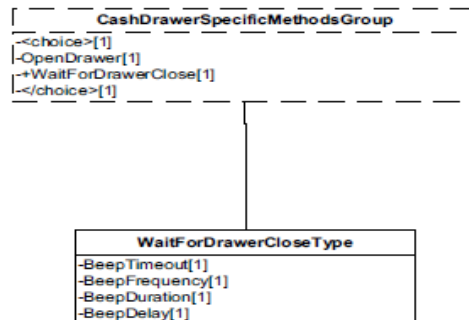 CashDrawerSpecificMethodsGroup
-<choice>[1]
-OpenDrawer[1]
-+WaitForDrawerClose[1]
-</choice>[1]
WaitForDrawerCloseType
-BeepTimeout[1]
-BeepFrequency[1]
-BeepDuration[1]
-BeepDelay[1]